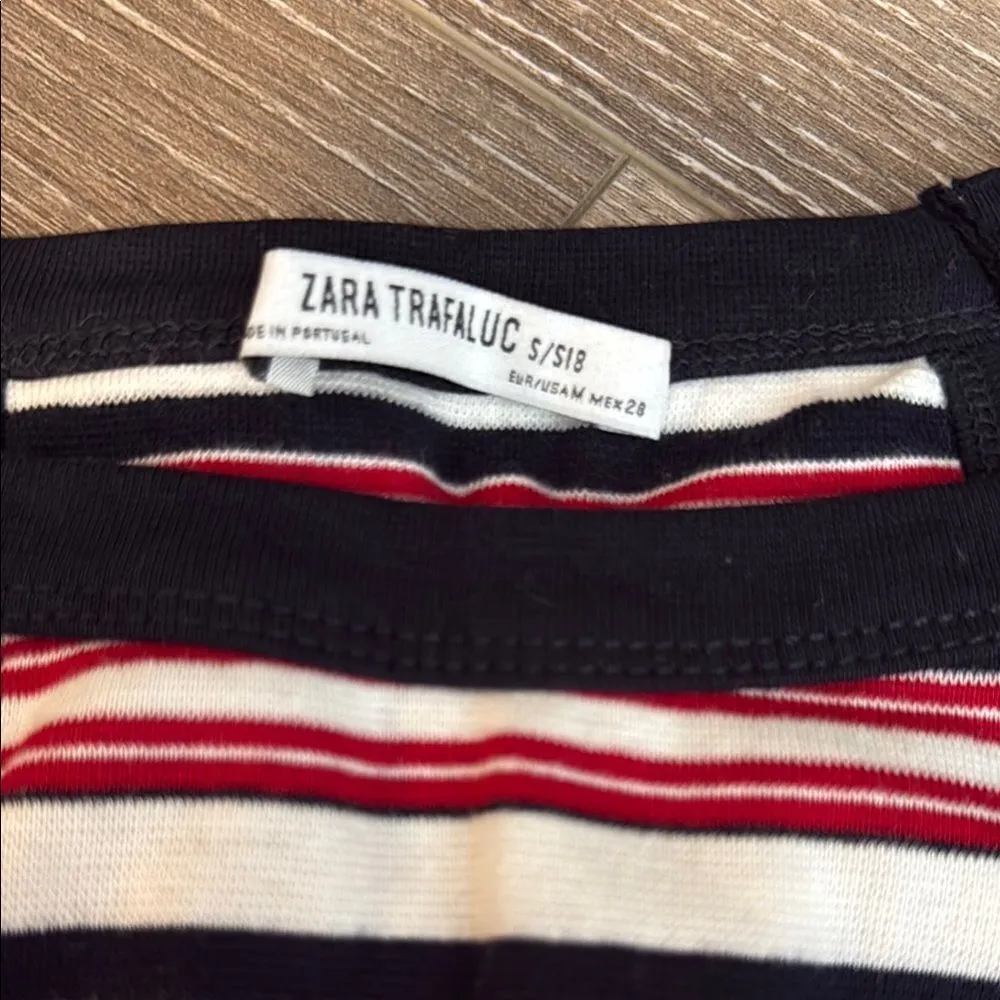 ZARA TRAFALUC S/S18
DE IN PORTUGAL
EUR/USA M MEX 28